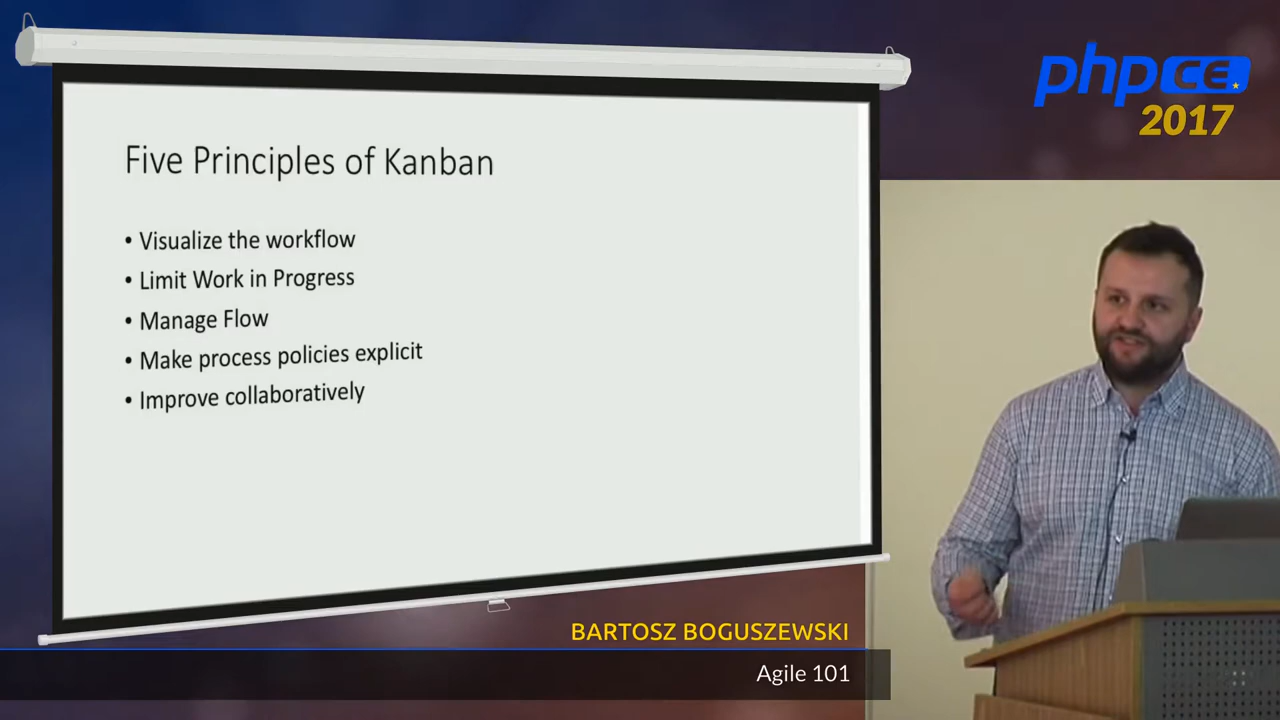 Five Principles of Kanban
• Visualize the workflow
• Limit Work in Progress
• Manage Flow
• Make process policies explicit
• Improve collaboratively
phpCE
2017
BARTOSZ BOGUSZEWSKI
Agile 101